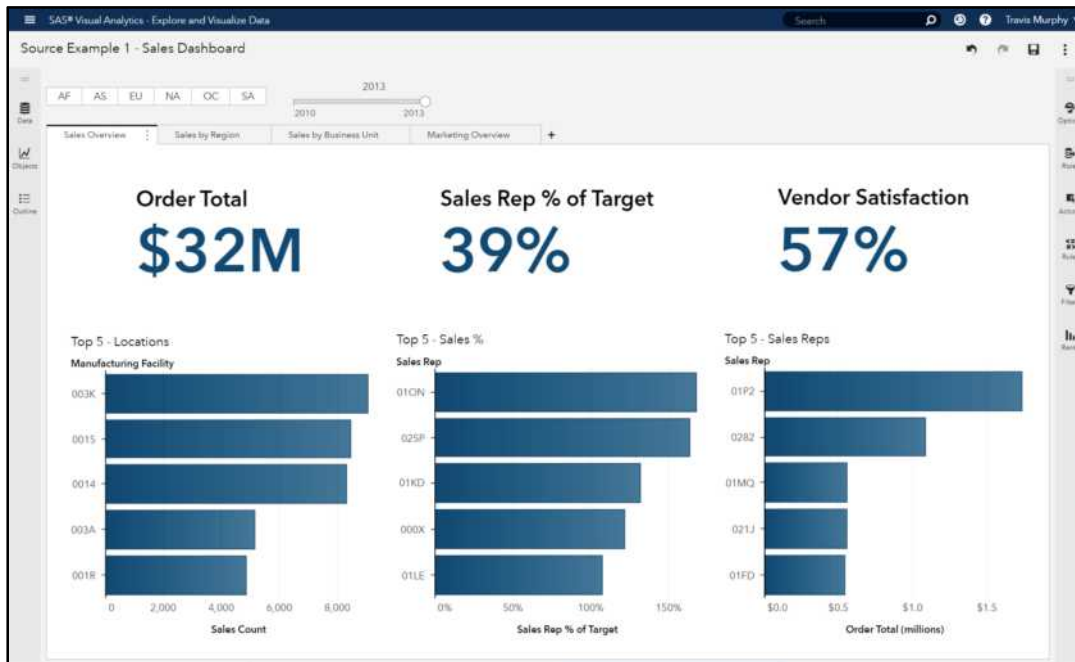 SAS® Visual Analytics - Explore and Visualize Data
Search
Travis Murphy
Source Example 1 - Sales Dashboard
AF AS EU NA OC SA
2013
2010 2013
Data
Objects
Outline
Sales Overview
Sales by Region
Sales by Business Unit
Marketing Overview
+
Order Total
$32M
Sales Rep % of Target
39%
Vendor Satisfaction
57%
Top 5 - Locations
Manufacturing Facility
003K
0015
0014
003A
001R
0 2,000 4,000 6,000 8,000
Sales Count
Top 5 - Sales %
Sales Rep
01ON
02SP
01KD
000X
01LE
0% 50% 100% 150%
Sales Rep % of Target
Top 5 - Sales Reps
Sales Rep
01P2
0282
01MQ
021J
01FD
$0.0 $0.5 $1.0 $1.5
Order Total (millions)